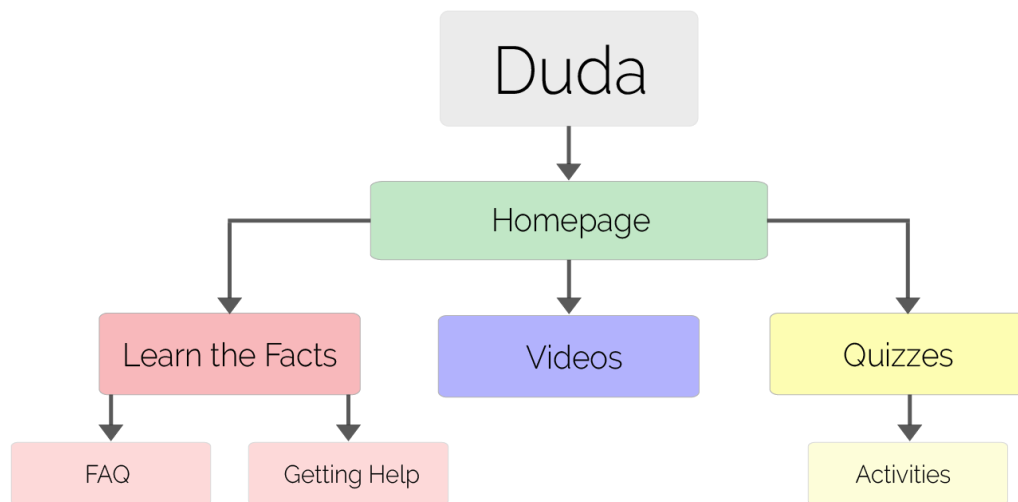 Duda
Homepage
Learn the Facts
Videos
Quizzes
FAQ
Getting Help
Activities